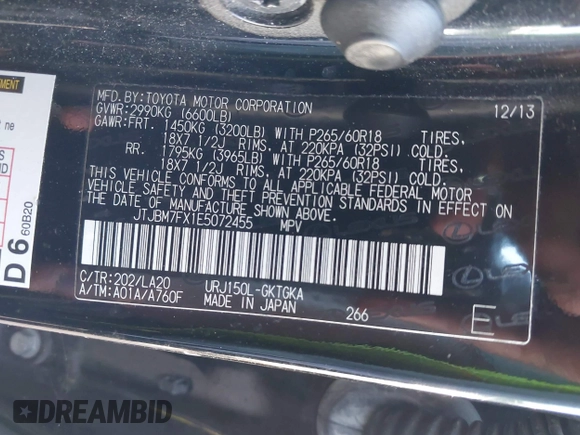 MFD.BY:TOYOTA MOTOR CORPORATION 12/13
GVWR:2990KG (6600LB)
GAWR:FRT. 1450KG (3200LB) WITH P265/60R18 TIRES,
18X7 1/2J RIMS, AT 220KPA (32PSI) COLD
RR. 1795KG (3965LB) WITH P265/60R18 TIRES,
18X7 1/2J RIMS, AT 220KPA (32PSI) COLD
THIS VEHICLE CONFORMS TO ALL APPLICABLE FEDERAL MOTOR
VEHICLE SAFETY AND THEFT PREVENTION STANDARDS IN EFFECT ON
THE DATE OF MANUFACTURE SHOWN ABOVE.
JTJBM7FX1E5072455 MPV
C/TR:202/LA20 URJ150L-GKTGKA
A/TM:A01A/A760F MADE IN JAPAN 266
E
D 6 60B20
DREAMBID